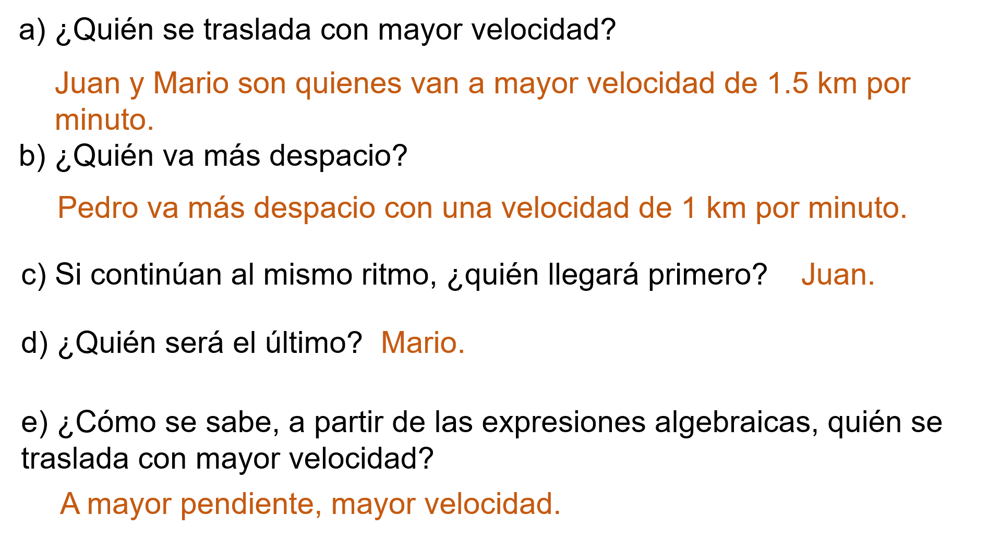 a) ¿Quién se traslada con mayor velocidad?
Juan y Mario son quienes van a mayor velocidad de 1.5 km por
minuto.
b) ¿Quién va más despacio?
Pedro va más despacio con una velocidad de 1 km por minuto.
c) Si continúan al mismo ritmo, ¿quién llegará primero? Juan.
d) ¿Quién será el último? Mario.
e) ¿Cómo se sabe, a partir de las expresiones algebraicas, quién se
traslada con mayor velocidad?
A mayor pendiente, mayor velocidad.